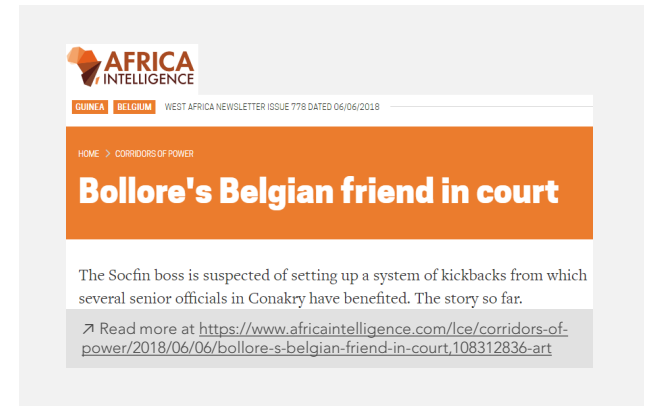 AFRICA
INTELLIGENCE
GUINEA BELGIUM WEST AFRICA NEWSLETTER ISSUE 778 DATED 06/06/2018
HOME > CORRIDORS OF POWER
Bollore's Belgian friend in court
The Socfin boss is suspected of setting up a system of kickbacks from which
several senior officials in Conakry have benefited. The story so far.
↗ Read more at https://www.africaintelligence.com/lce/corridors-of-
power/2018/06/06/bollore-s-belgian-friend-in-court,108312836-art